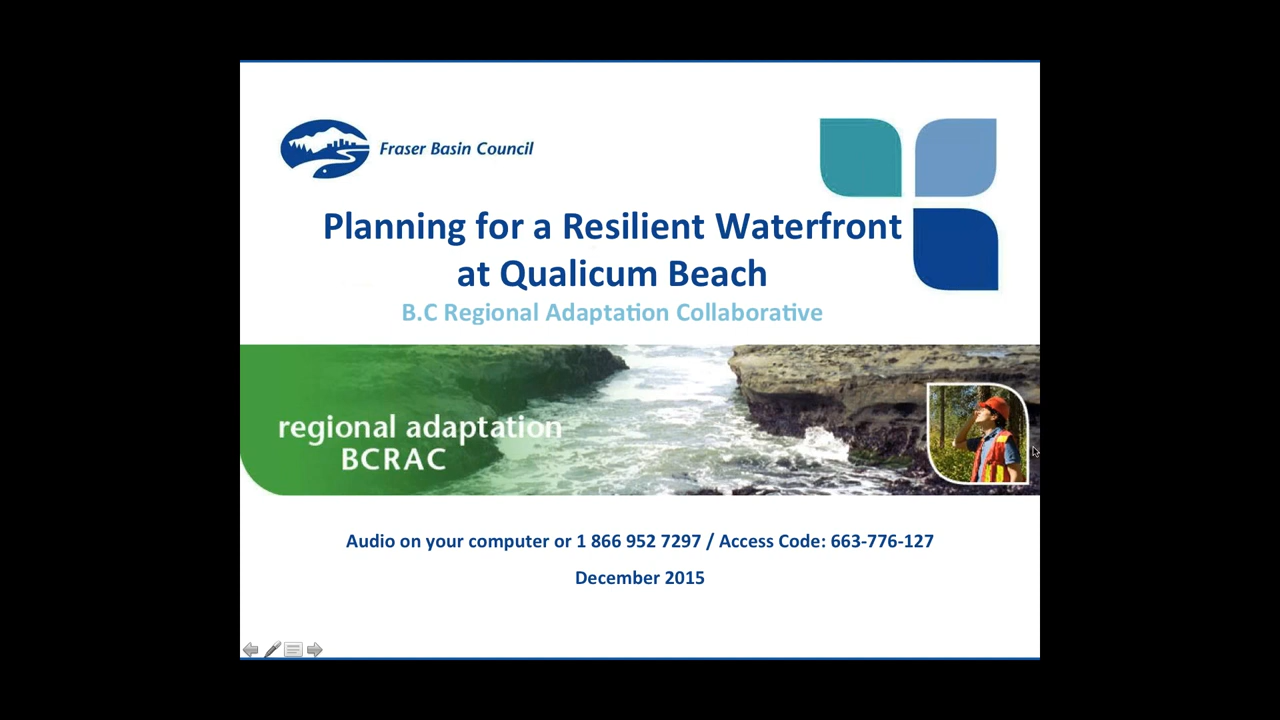 Fraser Basin Council
Planning for a Resilient Waterfront
at Qualicum Beach
B.C Regional Adaptation Collaborative
regional adaptation
BCRAC
Audio on your computer or 1 866 952 7297 / Access Code: 663-776-127
December 2015